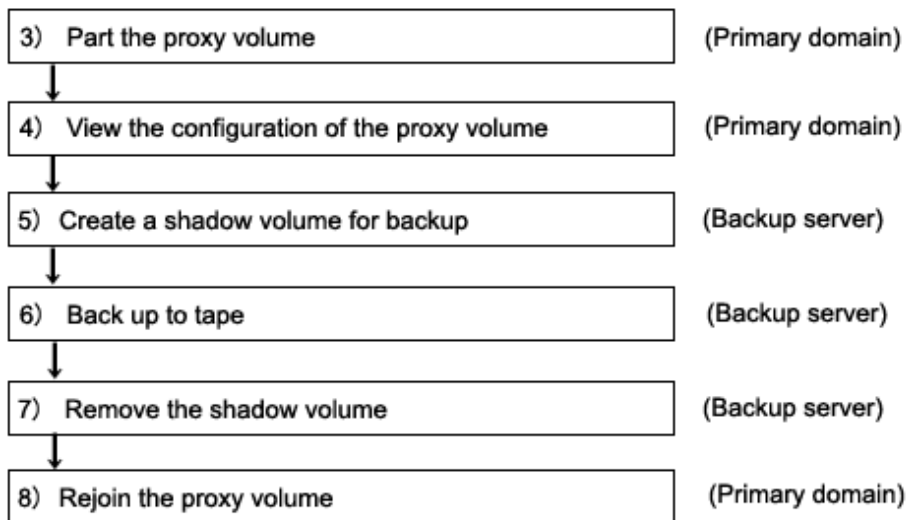 3) Part the proxy volume (Primary domain)
4) View the configuration of the proxy volume (Primary domain)
5) Create a shadow volume for backup (Backup server)
6) Back up to tape (Backup server)
7) Remove the shadow volume (Backup server)
8) Rejoin the proxy volume (Primary domain)